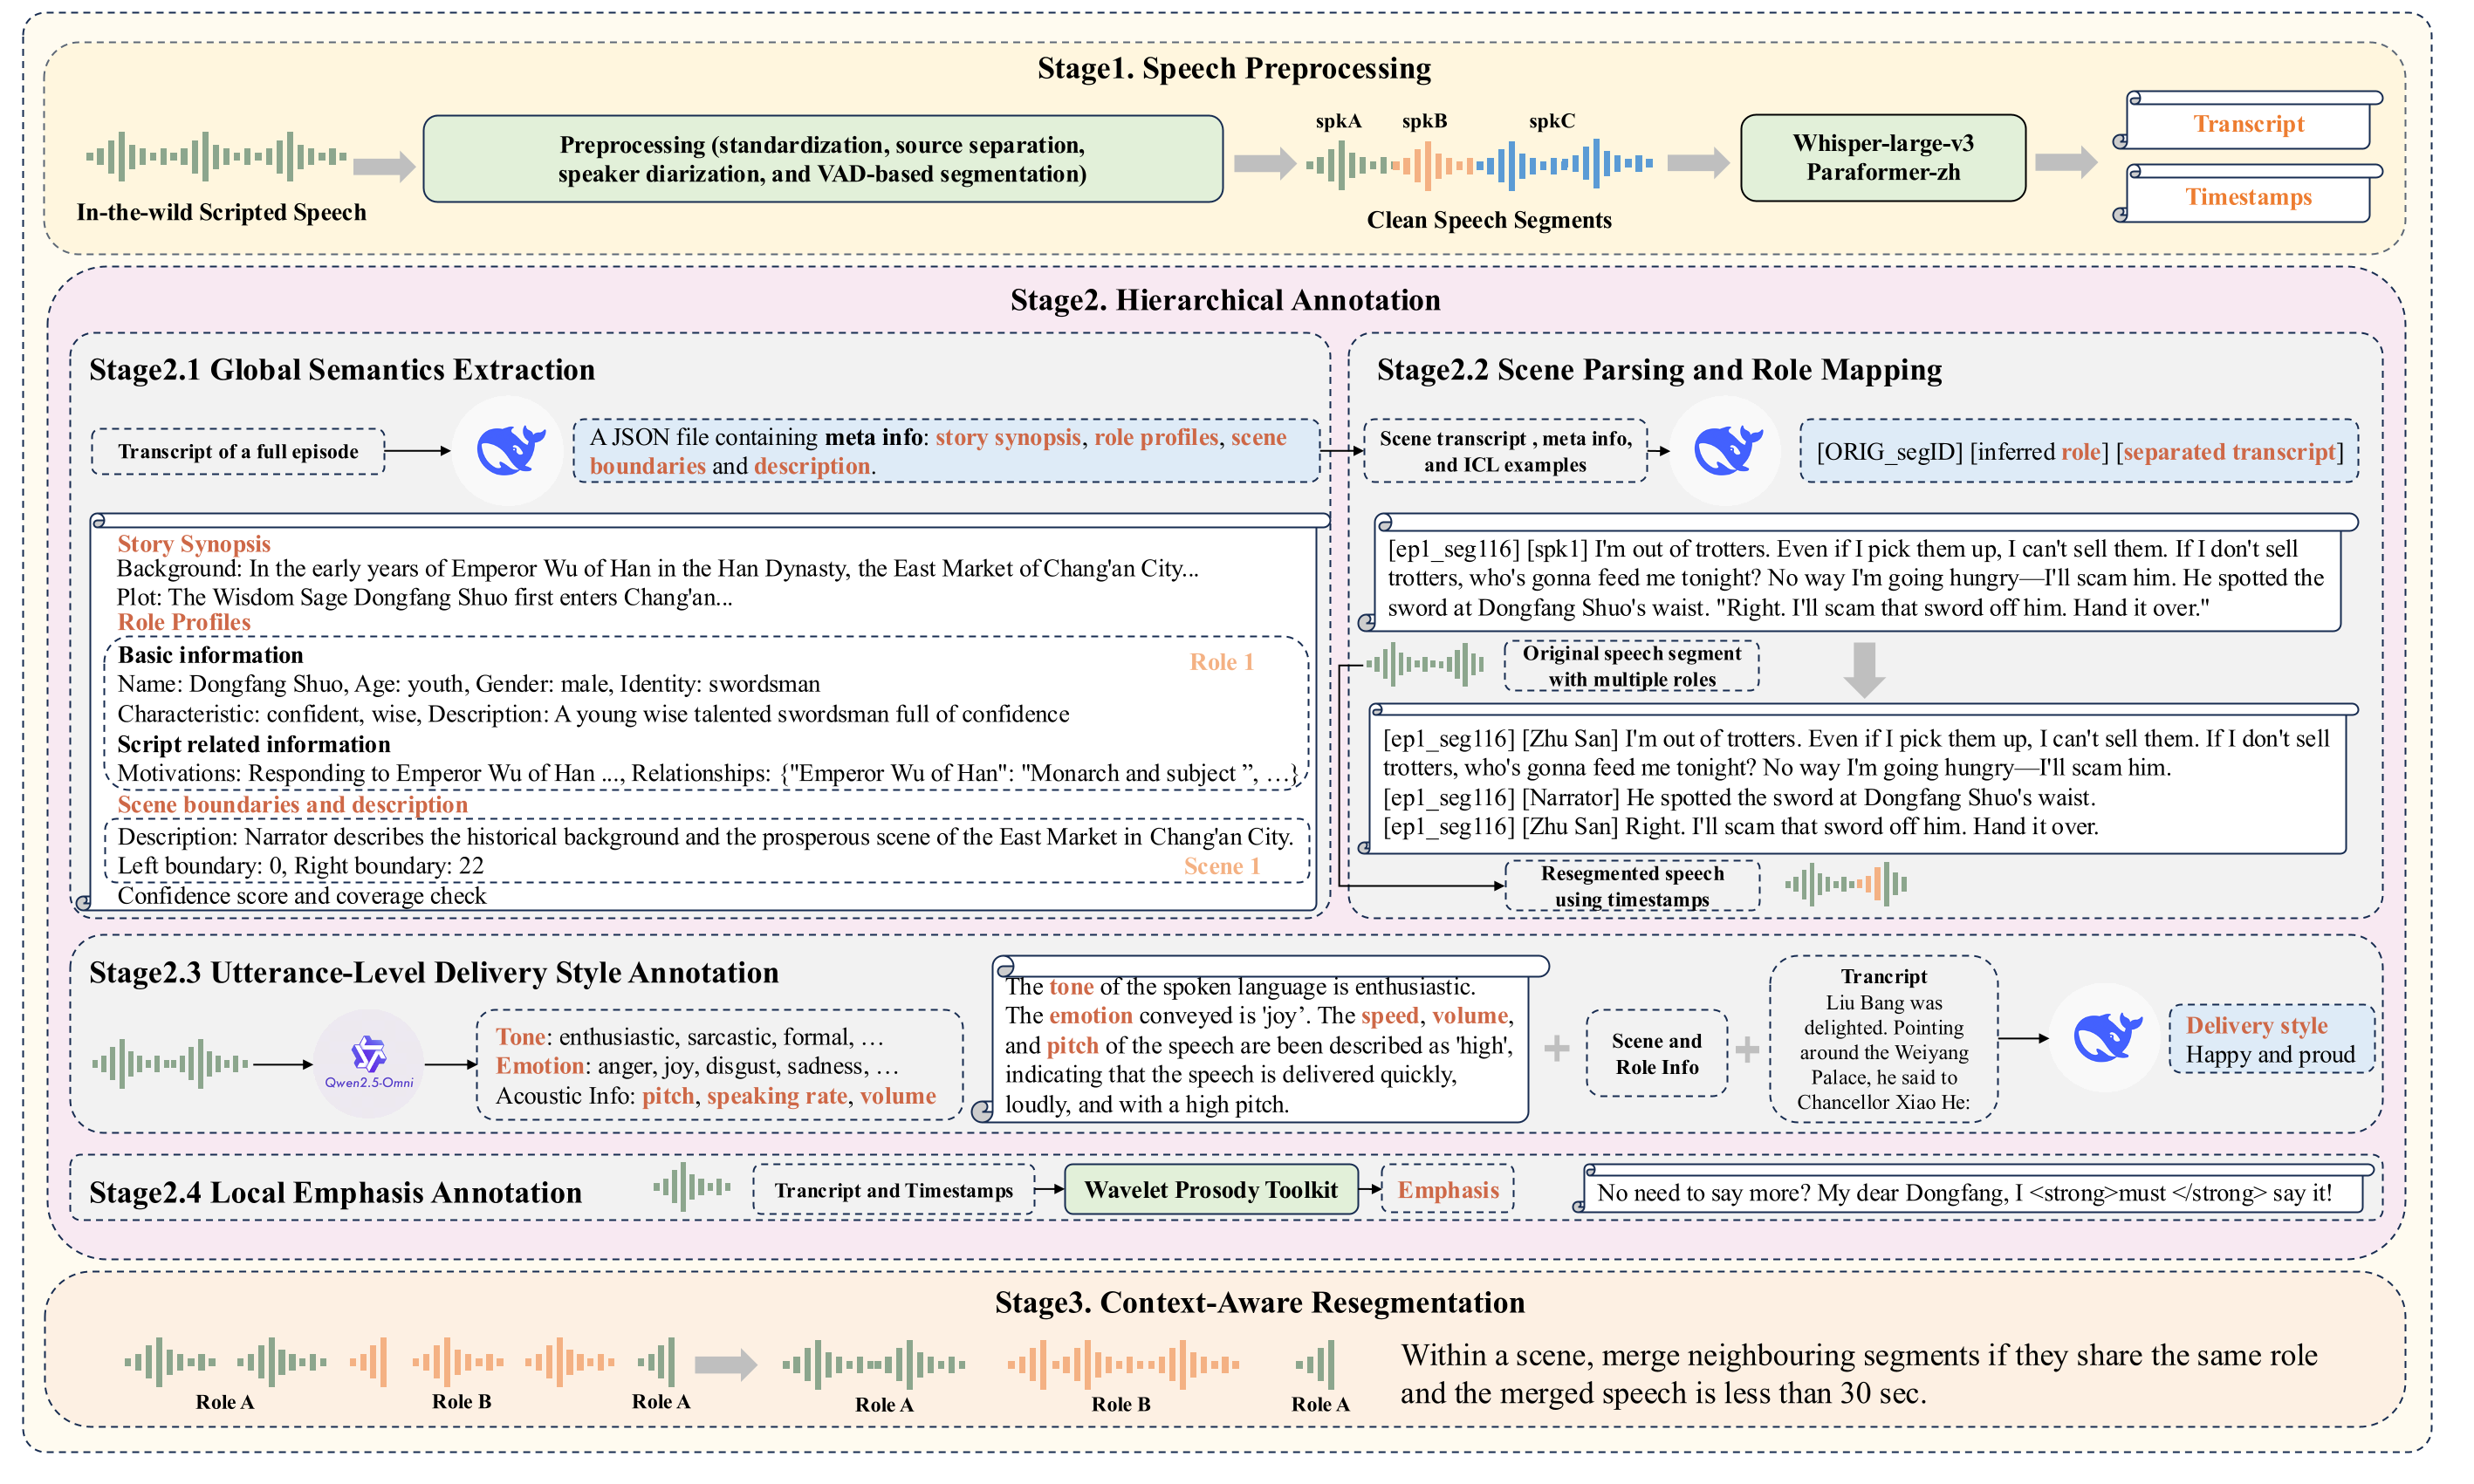 Stage1. Speech Preprocessing
In-the-wild Scripted Speech
Preprocessing (standardization, source separation,
speaker diarization, and VAD-based segmentation)
spkA
spkB
spkC
Clean Speech Segments
Whisper-large-v3
Paraformer-zh
Transcript
Timestamps
Stage2. Hierarchical Annotation
Stage2.1 Global Semantics Extraction
Transcript of a full episode
A JSON file containing meta info: story synopsis, role profiles, scene
boundaries and description.
Story Synopsis
Background: In the early years of Emperor Wu of Han in the Han Dynasty, the East Market of Chang'an City...
Plot: The Wisdom Sage Dongfang Shuo first enters Chang'an...
Role Profiles
Basic information
Role 1
Name: Dongfang Shuo, Age: youth, Gender: male, Identity: swordsman
Characteristic: confident, wise, Description: A young wise talented swordsman full of confidence
Script related information
Motivations: Responding to Emperor Wu of Han ..., Relationships: {"Emperor Wu of Han": "Monarch and subject ”, …}
Scene boundaries and description
Description: Narrator describes the historical background and the prosperous scene of the East Market in Chang'an City.
Left boundary: 0, Right boundary: 22
Scene 1
Confidence score and coverage check
Stage2.2 Scene Parsing and Role Mapping
Scene transcript , meta info,
and ICL examples
[ORIG_segID] [inferred role] [separated transcript]
[ep1_seg116] [spk1] I'm out of trotters. Even if I pick them up, I can't sell them. If I don't sell
trotters, who's gonna feed me tonight? No way I'm going hungry—I'll scam him. He spotted the
sword at Dongfang Shuo's waist. "Right. I'll scam that sword off him. Hand it over."
Original speech segment
with multiple roles
[ep1_seg116] [Zhu San] I'm out of trotters. Even if I pick them up, I can't sell them. If I don't sell
trotters, who's gonna feed me tonight? No way I'm going hungry—I'll scam him.
[ep1_seg116] [Narrator] He spotted the sword at Dongfang Shuo's waist.
[ep1_seg116] [Zhu San] Right. I'll scam that sword off him. Hand it over.
Resegmented speech
using timestamps
Stage2.3 Utterance-Level Delivery Style Annotation
Qwen2.5-Omni
Tone: enthusiastic, sarcastic, formal, …
Emotion: anger, joy, disgust, sadness, …
Acoustic Info: pitch, speaking rate, volume
The tone of the spoken language is enthusiastic.
The emotion conveyed is 'joy’. The speed, volume,
and pitch of the speech are been described as 'high',
indicating that the speech is delivered quickly,
loudly, and with a high pitch.
+
Scene and
Role Info
+
Trancript
Liu Bang was
delighted. Pointing
around the Weiyang
Palace, he said to
Chancellor Xiao He:
Delivery style
Happy and proud
Stage2.4 Local Emphasis Annotation
Trancript and Timestamps
Wavelet Prosody Toolkit
Emphasis
No need to say more? My dear Dongfang, I <strong>must </strong> say it!
Stage3. Context-Aware Resegmentation
Role A
Role B
Role A
Role A
Role B
Role A
Within a scene, merge neighbouring segments if they share the same role
and the merged speech is less than 30 sec.